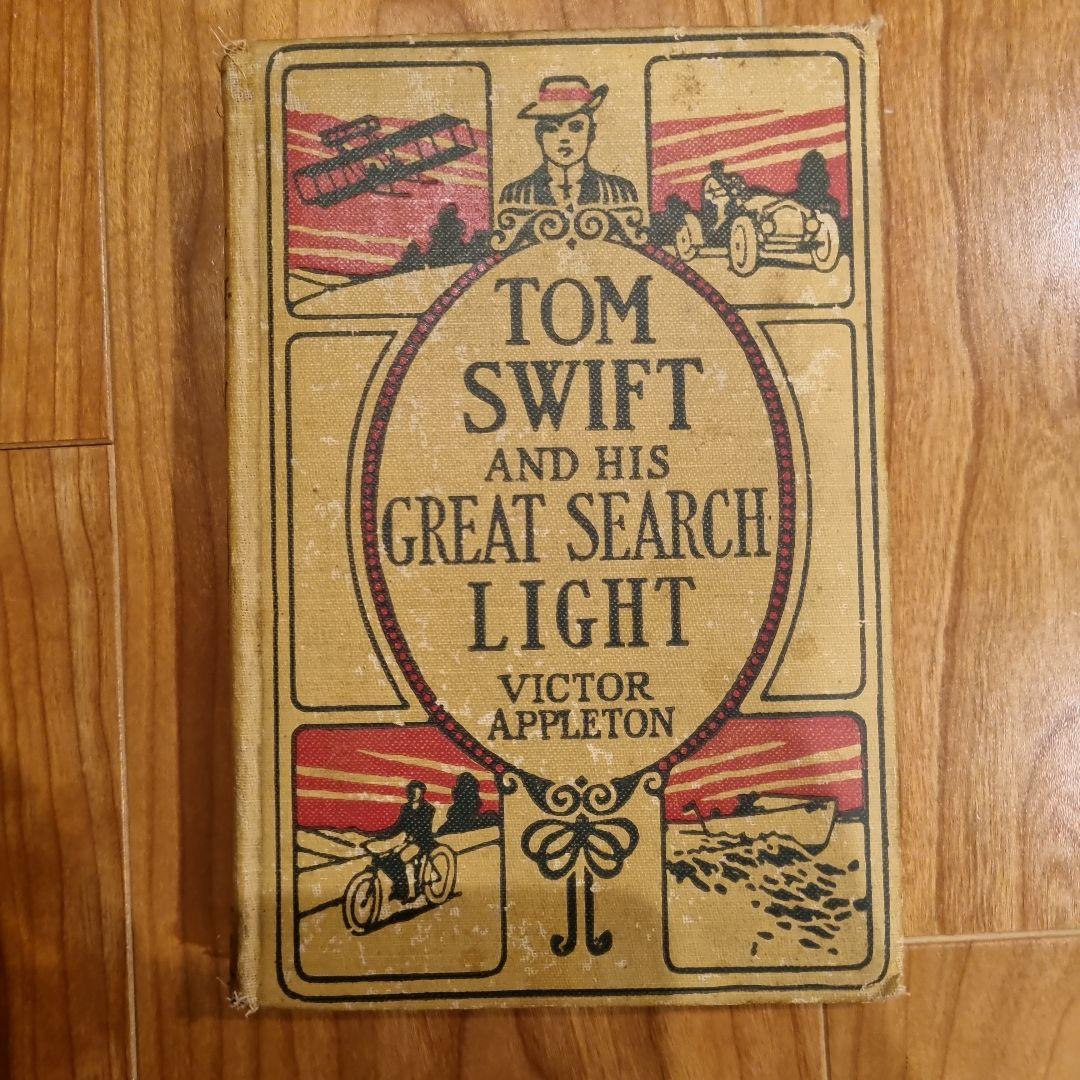 TOM
SWIFT
AND HIS
GREAT SEARCH
LIGHT
VICTOR
APPLETON